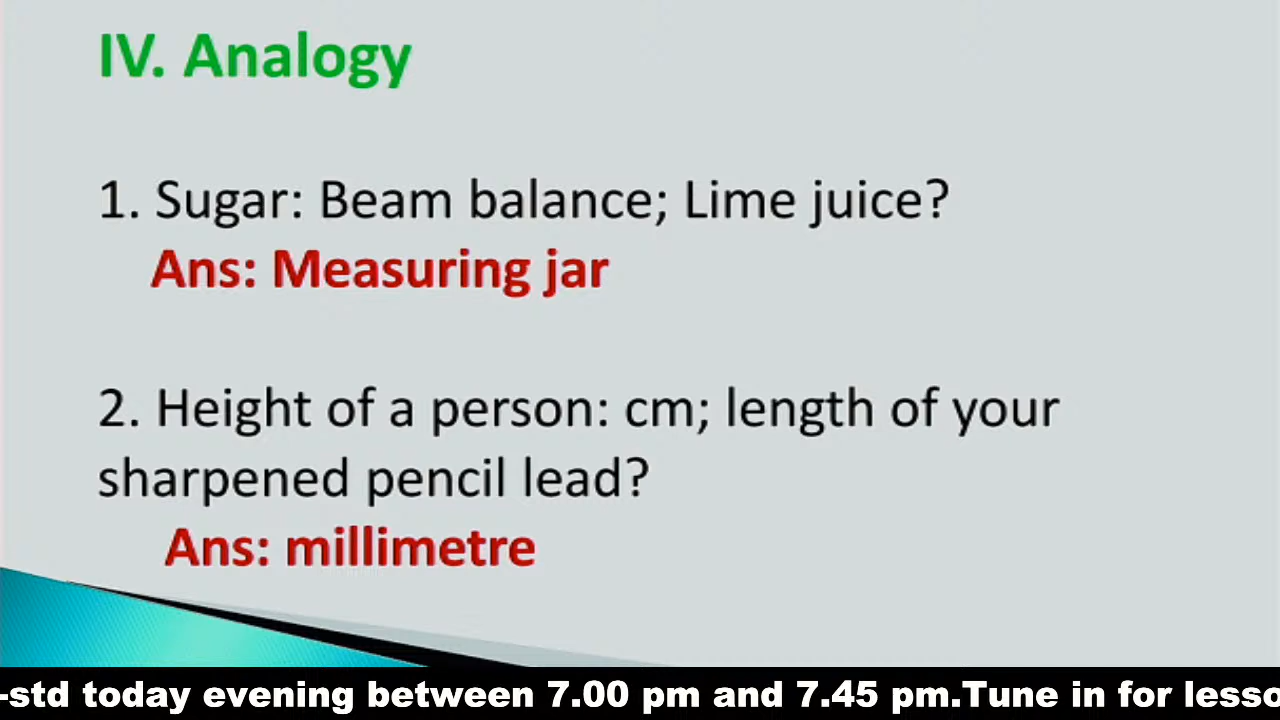 IV. Analogy
1. Sugar: Beam balance; Lime juice?
Ans: Measuring jar
2. Height of a person: cm; length of your
sharpened pencil lead?
Ans: millimetre
-std today evening between 7.00 pm and 7.45 pm.Tune in for lesso